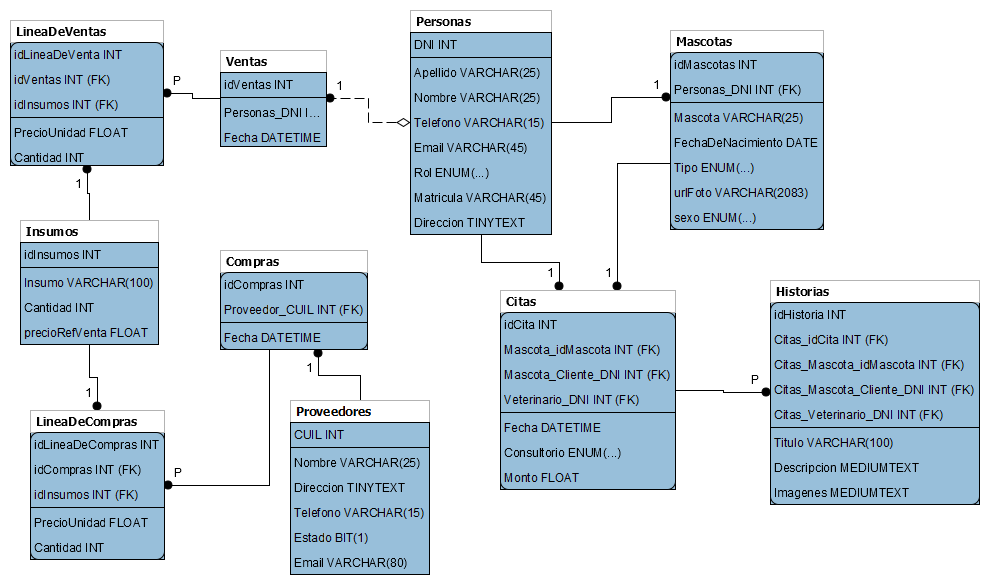 LineaDeVentas
idLineaDeVenta INT
idVentas INT (FK)
idInsumos INT (FK)
PrecioUnidad FLOAT
Cantidad INT
P
1
Ventas
idVentas INT
Personas_DNI I...
Fecha DATETIME
1
Personas
DNI INT
Apellido VARCHAR(25)
Nombre VARCHAR(25)
Telefono VARCHAR(15)
Email VARCHAR(45)
Rol ENUM(...)
Matricula VARCHAR(45)
Direccion TINYTEXT
1
Mascotas
idMascotas INT
Personas_DNI INT (FK)
Mascota VARCHAR(25)
FechaDeNacimiento DATE
Tipo ENUM(...)
urlFoto VARCHAR(2083)
sexo ENUM(...)
Insumos
idInsumos INT
Insumo VARCHAR(100)
Cantidad INT
precioRefVenta FLOAT
1
Compras
idCompras INT
Proveedor_CUIL INT (FK)
Fecha DATETIME
1
1
1
Citas
idCita INT
Mascota_idMascota INT (FK)
Mascota_Cliente_DNI INT (FK)
Veterinario_DNI INT (FK)
Fecha DATETIME
Consultorio ENUM(...)
Monto FLOAT
P
Historias
idHistoria INT
Citas_idCita INT (FK)
Citas_Mascota_idMascota INT (FK)
Citas_Mascota_Cliente_DNI INT (FK)
Citas_Veterinario_DNI INT (FK)
Titulo VARCHAR(100)
Descripcion MEDIUMTEXT
Imagenes MEDIUMTEXT
LineaDeCompras
idLineaDeCompras INT
idCompras INT (FK)
idInsumos INT (FK)
PrecioUnidad FLOAT
Cantidad INT
P
Proveedores
CUIL INT
Nombre VARCHAR(25)
Direccion TINYTEXT
Telefono VARCHAR(15)
Estado BIT(1)
Email VARCHAR(80)